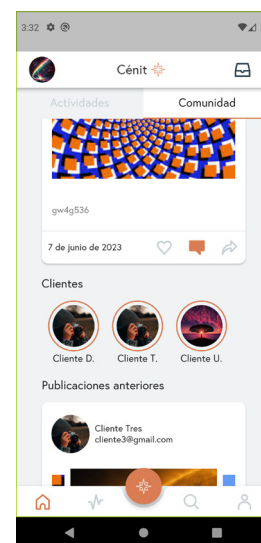 3:32
Cénit
Actividades
Comunidad
gw4g536
7 de junio de 2023
Clientes
Cliente D.
Cliente T.
Cliente U.
Publicaciones anteriores
Cliente Tres
cliente3@gmail.com